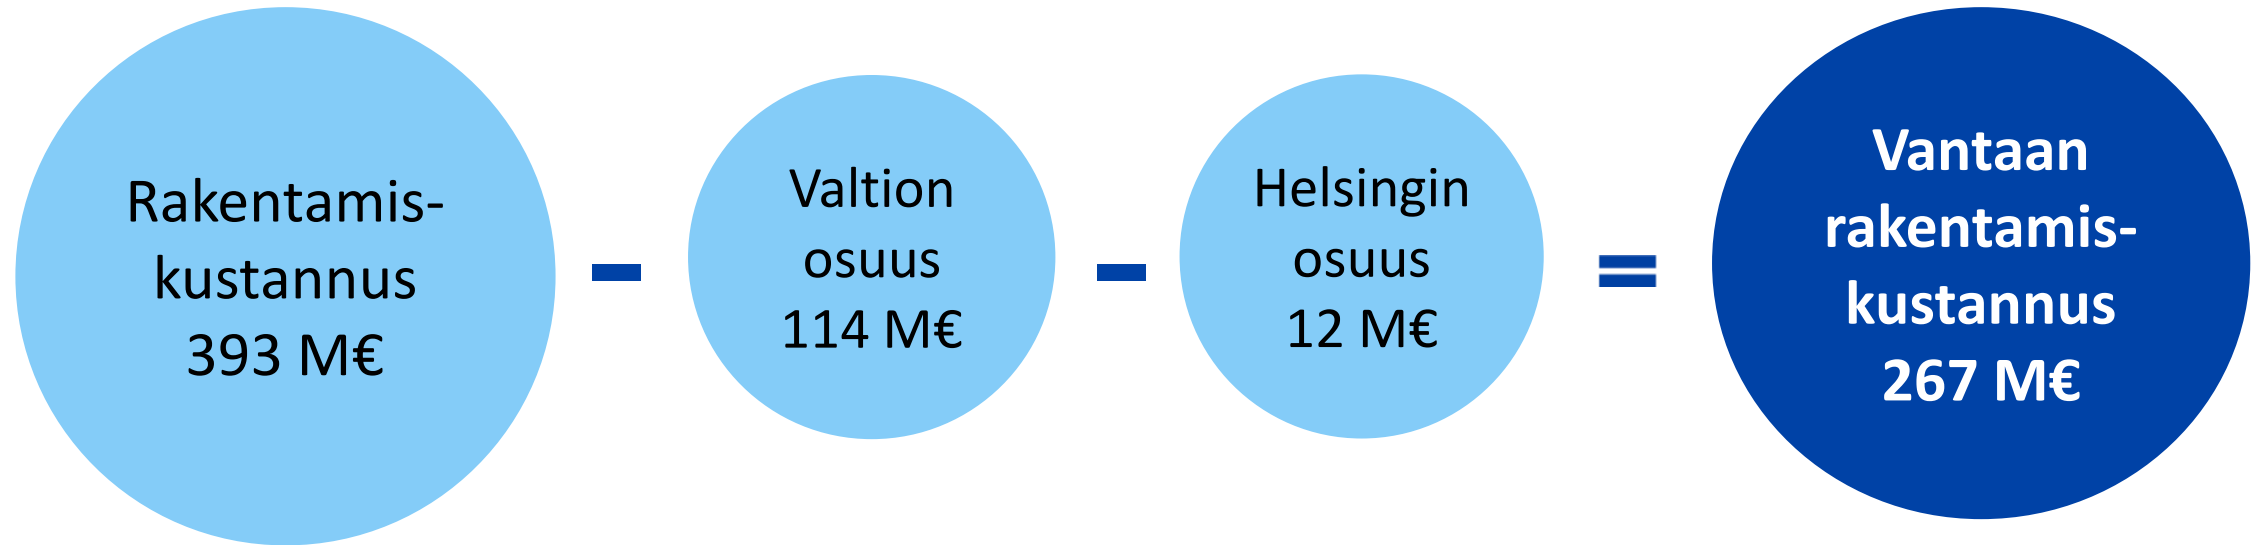 Rakentamis-
kustannus
393 M€
-
Valtion
osuus
114 M€
-
Helsingin
osuus
12 M€
=
Vantaan
rakentamis-
kustannus
267 M€